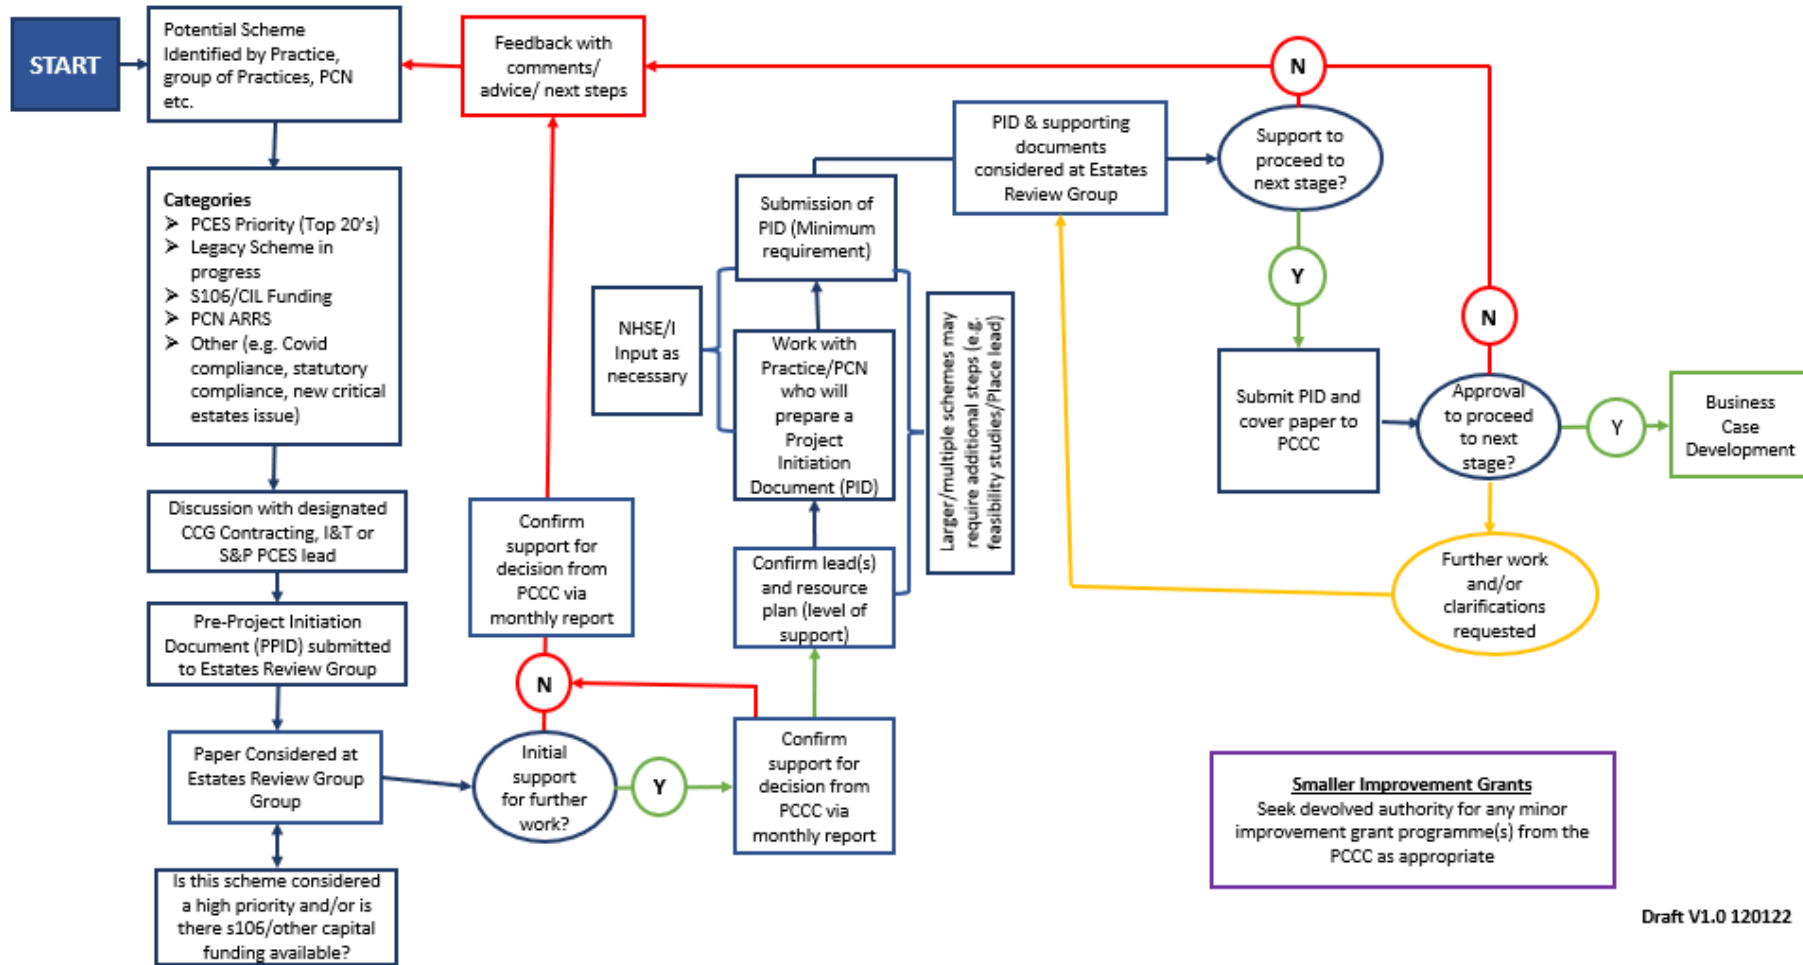 START
Potential Scheme
Identified by Practice,
group of Practices, PCN
etc.
Feedback with
comments/
advice/ next steps
N
Categories
➢ PCES Priority (Top 20's)
➢ Legacy Scheme in
progress
➢ S106/CIL Funding
➢ PCN ARRS
➢ Other (e.g. Covid
compliance, statutory
compliance, new critical
estates issue)
Discussion with designated
CCG Contracting, I&T or
S&P PCES lead
Pre-Project Initiation
Document (PPID) submitted
to Estates Review Group
Paper Considered at
Estates Review Group
Group
Is this scheme considered
a high priority and/or is
there s106/other capital
funding available?
Initial
support
for further
work?
N
Confirm
support for
decision from
PCCC via
monthly report
Y
Confirm
support for
decision from
PCCC via
monthly report
Confirm lead(s)
and resource
plan (level of
support)
Work with
Practice/PCN
who will
prepare a
Project
Initiation
Document (PID)
NHSE/I
Input as
necessary
Submission of
PID (Minimum
requirement)
Larger/multiple schemes may
require additional steps (e.g.
feasibility studies/Place lead)
PID & supporting
documents
considered at Estates
Review Group
Support to
proceed to
next stage?
Y
Submit PID and
cover paper to
PCCC
N
Approval
to proceed
to next
stage?
Y
Business
Case
Development
Further work
and/or
clarifications
requested
Smaller Improvement Grants
Seek devolved authority for any minor
improvement grant programme(s) from the
PCCC as appropriate
Draft V1.0 120122